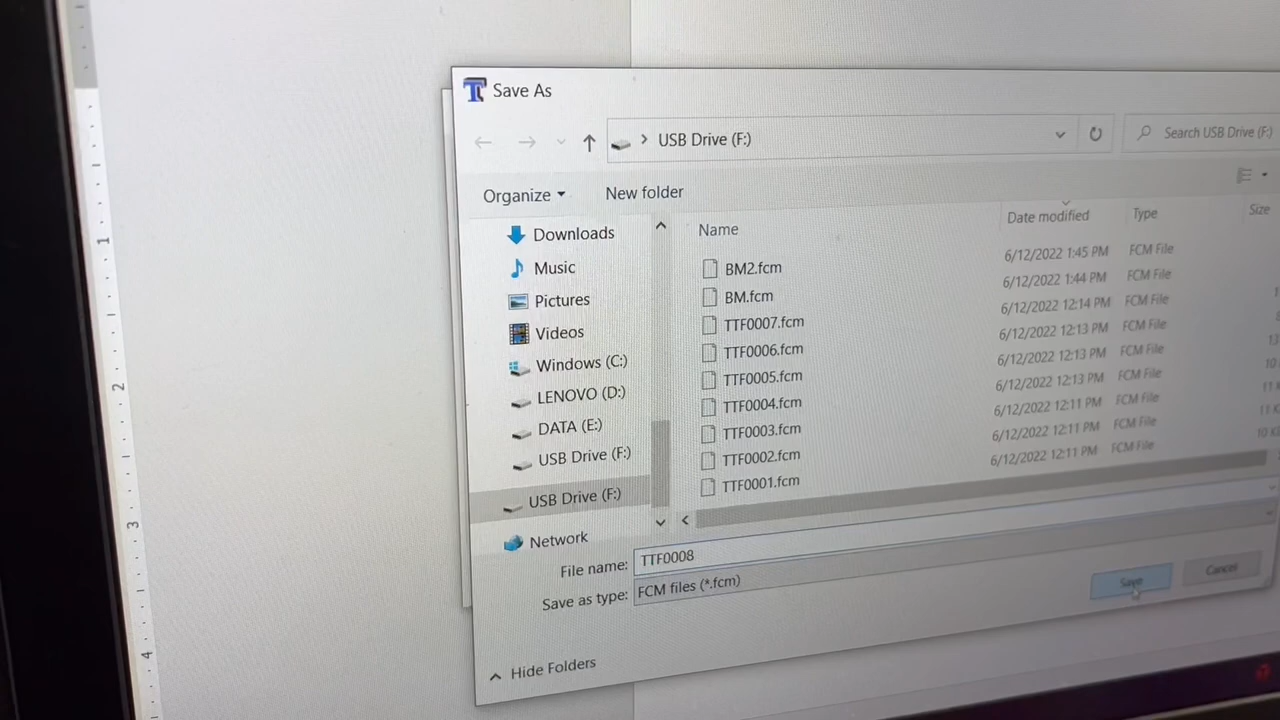 Save As
USB Drive (F:)
Search USB Drive (F:)
Organize
New folder
Name
Date modified
Type
Size
Downloads
Music
Pictures
Videos
Windows (C:)
LENOVO (D:)
DATA (E:)
USB Drive (F:)
USB Drive (F:)
Network
BM2.fcm 6/12/2022 1:45 PM FCM File
BM.fcm 6/12/2022 1:44 PM FCM File
TTF0007.fcm 6/12/2022 12:14 PM FCM File
TTF0006.fcm 6/12/2022 12:13 PM FCM File
TTF0005.fcm 6/12/2022 12:13 PM FCM File
TTF0004.fcm 6/12/2022 12:13 PM FCM File
TTF0003.fcm 6/12/2022 12:11 PM FCM File
TTF0002.fcm 6/12/2022 12:11 PM FCM File
TTF0001.fcm 6/12/2022 12:11 PM FCM File
File name: TTF0008
Save as type: FCM files (*.fcm)
Save
Cancel
Hide Folders
1
2
3
4